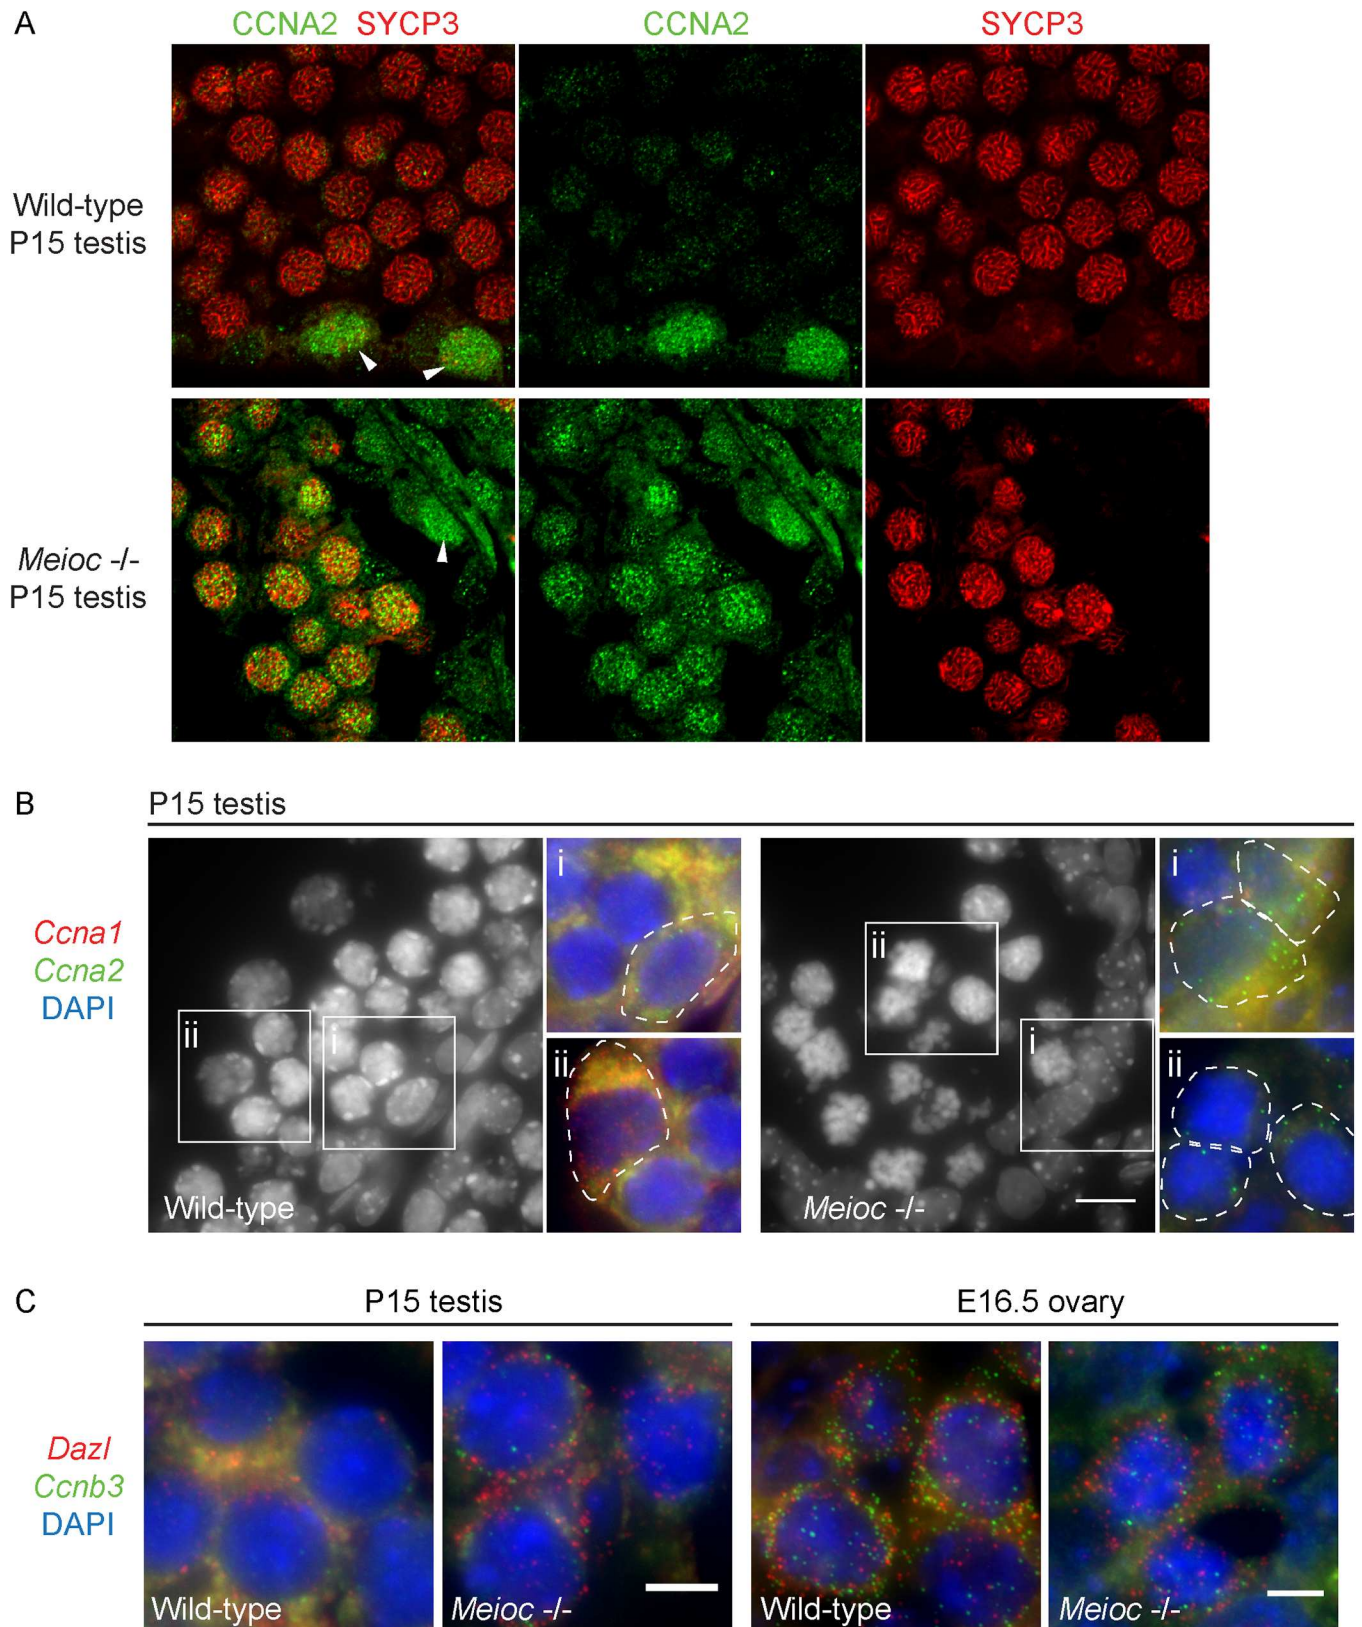 A
CCNA2 SYCP3
CCNA2
SYCP3
Wild-type
P15 testis
Meioc -/-
P15 testis
B
P15 testis
Ccna1
Ccna2
DAPI
ii
i
Wild-type
i
ii
ii
i
Meioc -/-
i
ii
C
P15 testis
E16.5 ovary
Dazl
Ccnb3
DAPI
Wild-type
Meioc -/-
Wild-type
Meioc -/-